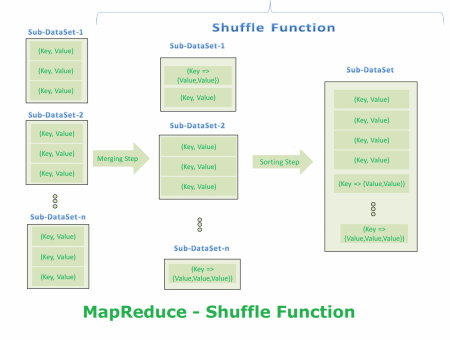 Shuffle Function
Sub-DataSet-1
(Key, Value)
(Key, Value)
(Key, Value)
Sub-DataSet-2
(Key, Value)
(Key, Value)
(Key, Value)
Sub-DataSet-n
(Key, Value)
(Key, Value)
(Key, Value)
Merging Step
Sub-DataSet-1
(Key =>
{Value,Value})
(Key, Value)
Sub-DataSet-2
(Key, Value)
(Key, Value)
(Key, Value)
Sub-DataSet-n
(Key =>
{Value,Value,Value})
Sorting Step
Sub-DataSet
(Key, Value)
(Key, Value)
(Key, Value)
(Key, Value)
(Key => {Value,Value})
(Key =>
{Value,Value,Value})
MapReduce - Shuffle Function